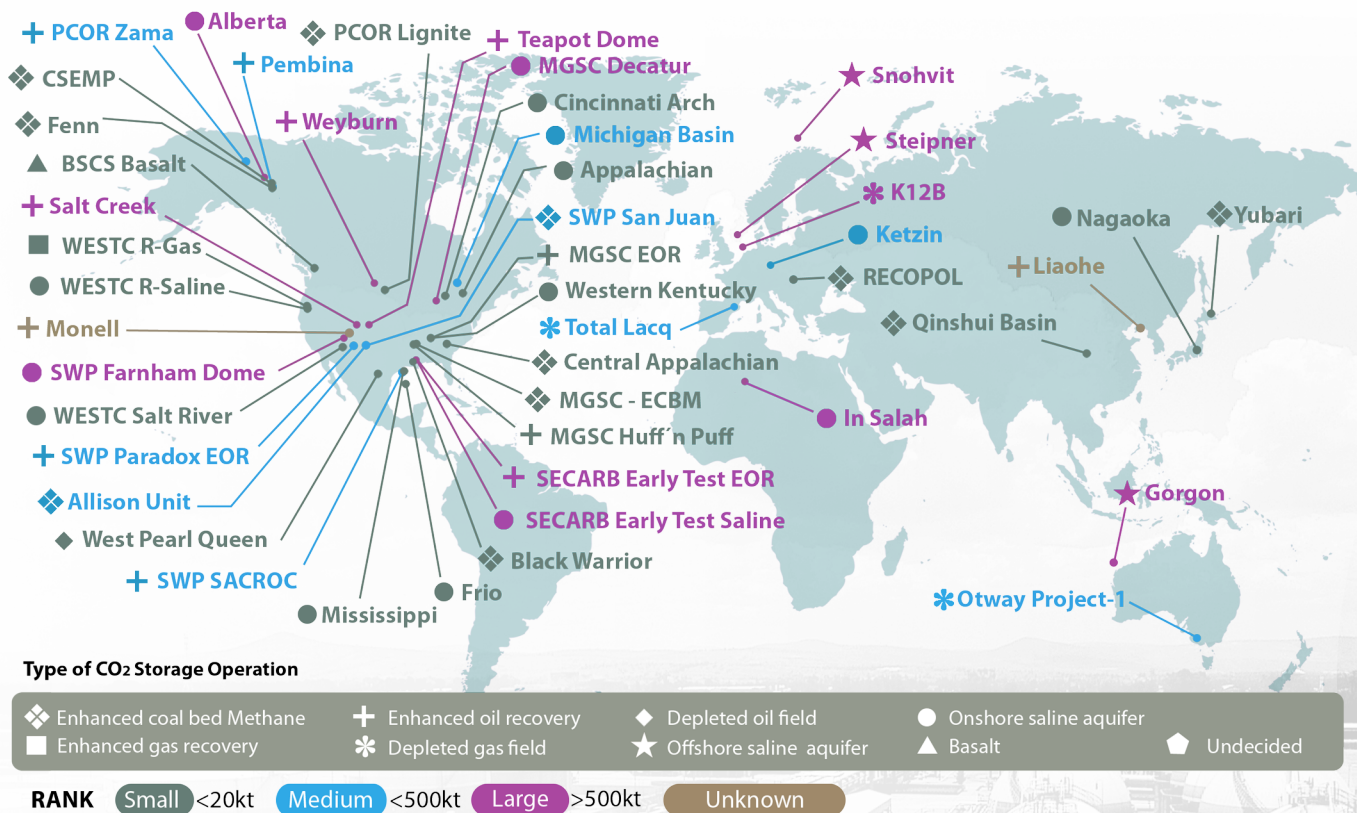 PCOR Zama
Alberta
PCOR Lignite
Teapot Dome
CSEMP
Pembina
MGSC Decatur
Snohvit
Fenn
Weyburn
Cincinnati Arch
Michigan Basin
Steipner
BSCS Basalt
Appalachian
K12B
Salt Creek
SWP San Juan
Nagaoka
Yubari
WESTC R-Gas
MGSC EOR
Ketzin
Liaohe
WESTC R-Saline
Western Kentucky
RECOPOL
Monell
Total Lacq
Qinshui Basin
SWP Farnham Dome
Central Appalachian
WESTC Salt River
MGSC - ECBM
In Salah
MGSC Huff´n Puff
SWP Paradox EOR
SECARB Early Test EOR
Allison Unit
Gorgon
SECARB Early Test Saline
West Pearl Queen
Black Warrior
SWP SACROC
Frio
Otway Project-1
Mississippi
Type of CO2 Storage Operation
Enhanced coal bed Methane
Enhanced oil recovery
Depleted oil field
Onshore saline aquifer
Enhanced gas recovery
Depleted gas field
Offshore saline aquifer
Basalt
Undecided
RANK Small <20kt Medium <500kt Large >500kt Unknown